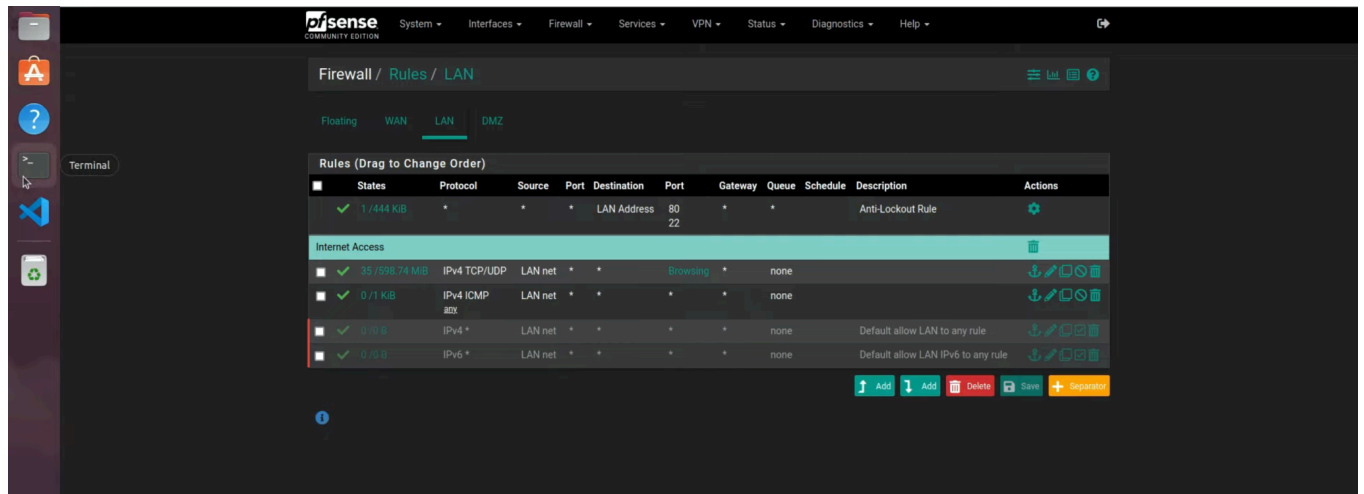 pfsense
COMMUNITY EDITION
System Interfaces Firewall Services VPN Status Diagnostics Help
Firewall / Rules / LAN
Floating WAN LAN DMZ
Terminal
Rules (Drag to Change Order)
States Protocol Source Port Destination Port Gateway Queue Schedule Description Actions
1 /444 KiB * * * LAN Address 80 * * Anti-Lockout Rule
22
Internet Access
35 /598.74 MiB IPv4 TCP/UDP LAN net * * Browsing * none
0 /1 KiB IPv4 ICMP LAN net * * * * none
any
0 /0 B IPv4 * LAN net * * * * none Default allow LAN to any rule
0 /0 B IPv6 * LAN net * * * * none Default allow LAN IPv6 to any rule
Add Add Delete Save Separator